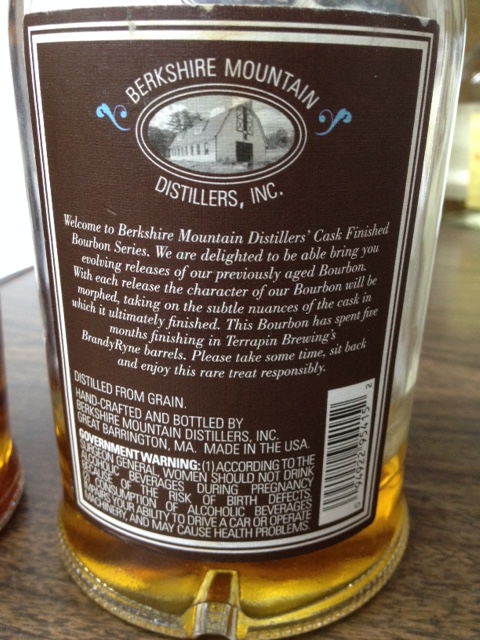 BERKSHIRE MOUNTAIN
DISTILLERS, INC.
Welcome to Berkshire Mountain Distillers' Cask Finished
Bourbon Series. We are delighted to be able bring you
evolving releases of our previously aged Bourbon.
With each release the character of our Bourbon will be
morphed, taking on the subtle nuances of the cask in
which it ultimately finished. This Bourbon has spent five
months finishing in Terrapin Brewing's
BrandyRyne barrels. Please take some time, sit back
and enjoy this rare treat responsibly.
DISTILLED FROM GRAIN.
HAND-CRAFTED AND BOTTLED BY
BERKSHIRE MOUNTAIN DISTILLERS, INC.
GREAT BARRINGTON, MA. MADE IN THE USA.
GOVERNMENT WARNING: (1) ACCORDING TO THE
SURGEON GENERAL, WOMEN SHOULD NOT DRINK
ALCOHOLIC BEVERAGES DURING PREGNANCY
BECAUSE OF THE RISK OF BIRTH DEFECTS.
(2) CONSUMPTION OF ALCOHOLIC BEVERAGES
IMPAIRS YOUR ABILITY TO DRIVE A CAR OR OPERATE
MACHINERY, AND MAY CAUSE HEALTH PROBLEMS.